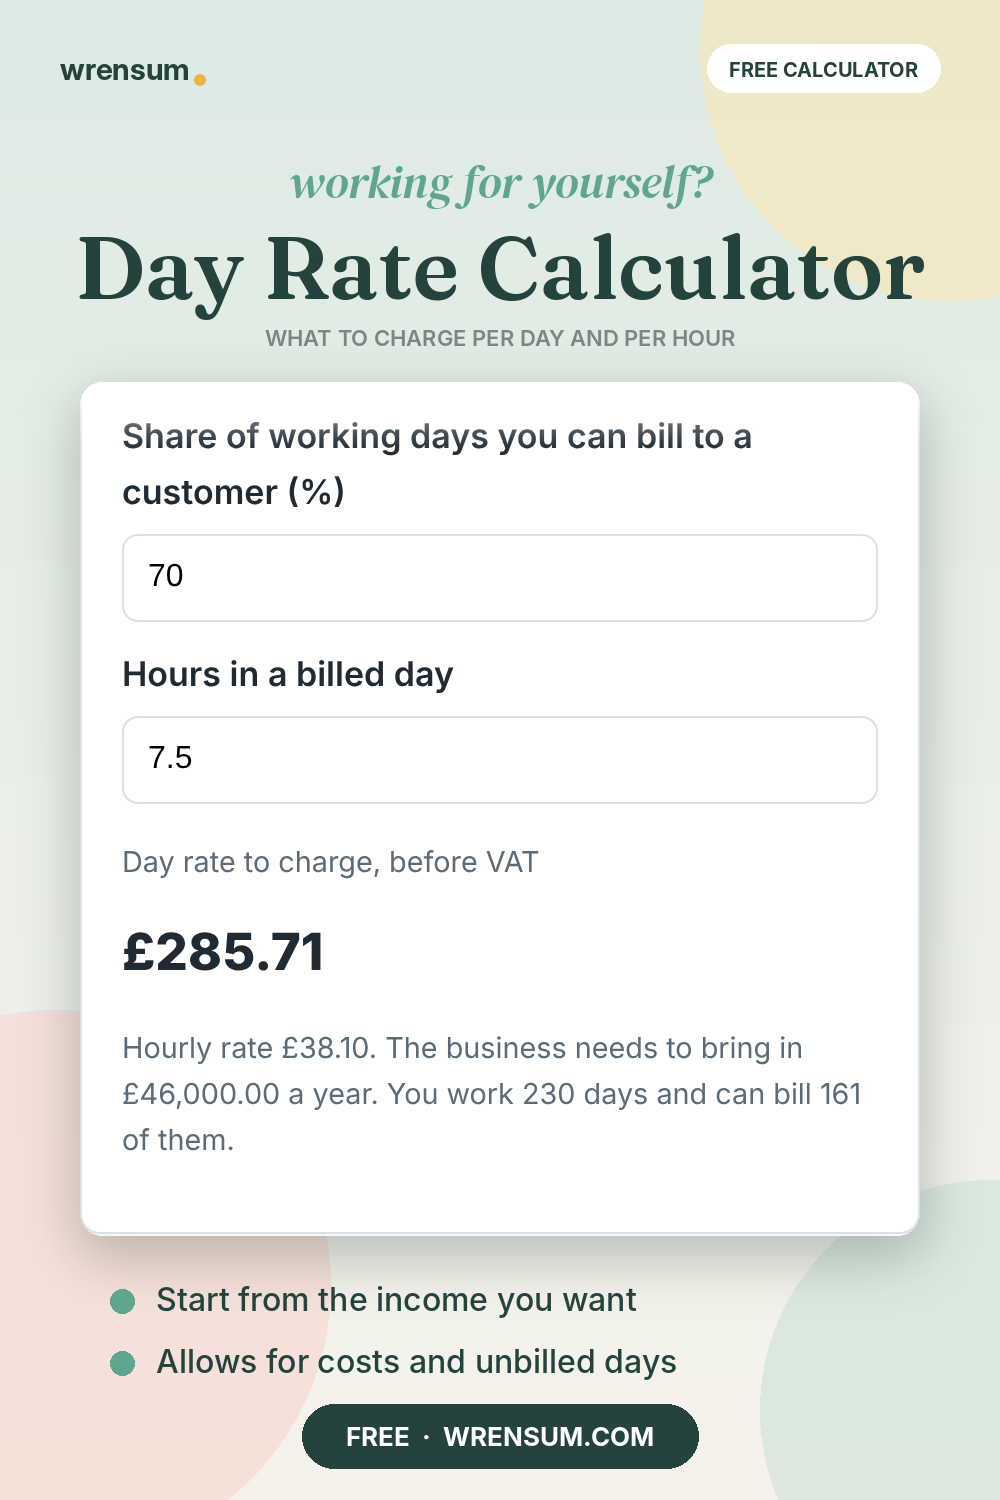 wrensum.
FREE CALCULATOR
working for yourself?
Day Rate Calculator
WHAT TO CHARGE PER DAY AND PER HOUR
Share of working days you can bill to a
customer (%)
70
Hours in a billed day
7.5
Day rate to charge, before VAT
£285.71
Hourly rate £38.10. The business needs to bring in
£46,000.00 a year. You work 230 days and can bill 161
of them.
Start from the income you want
Allows for costs and unbilled days
FREE · WRENSUM.COM